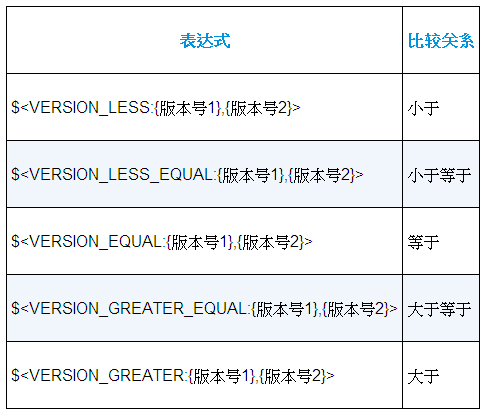 表达式 比较关系
$<VERSION_LESS:{版本号1},{版本号2}> 小于
$<VERSION_LESS_EQUAL:{版本号1},{版本号2}> 小于等于
$<VERSION_EQUAL:{版本号1},{版本号2}> 等于
$<VERSION_GREATER_EQUAL:{版本号1},{版本号2}> 大于等于
$<VERSION_GREATER:{版本号1},{版本号2}> 大于